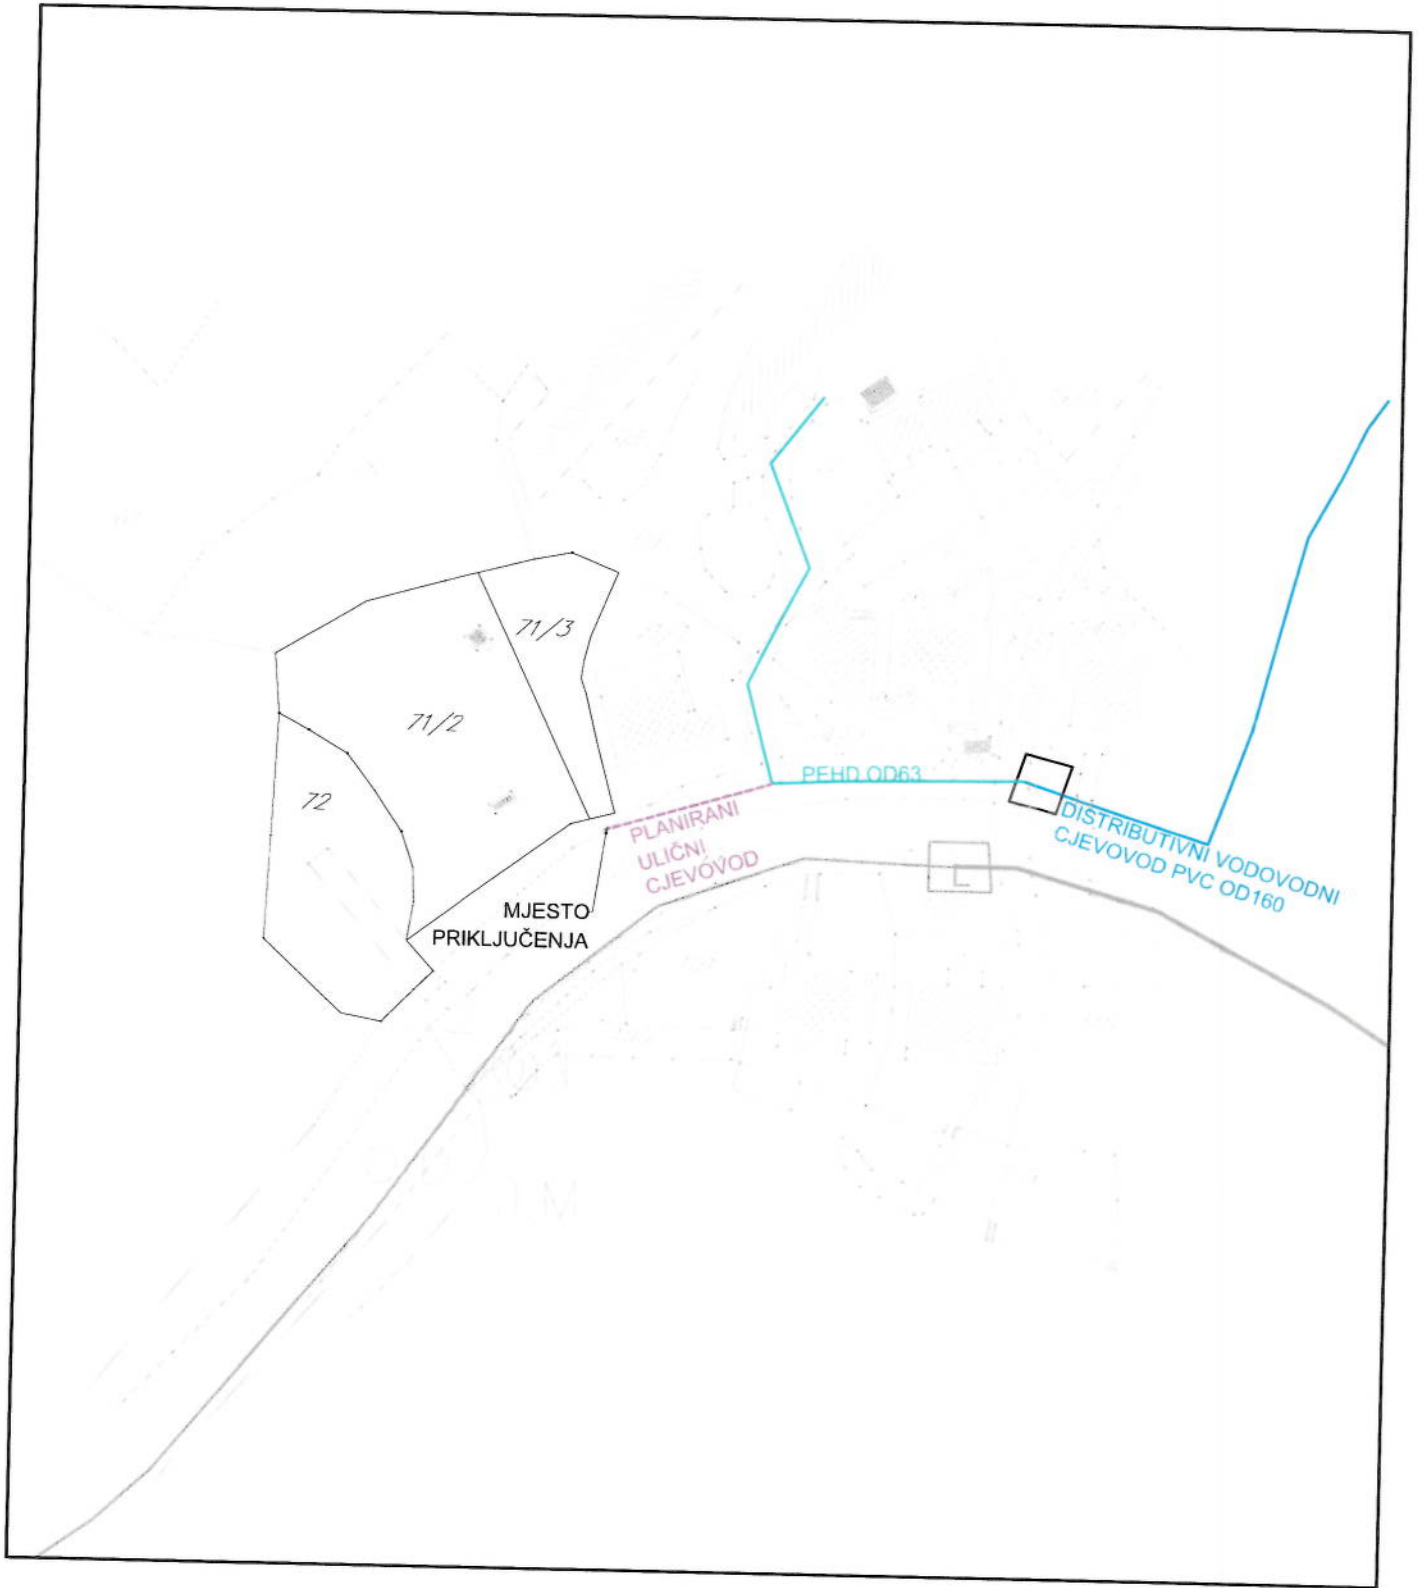 71/3
71/2
72
PEHD OD63
PLANIRANI
ULIČNI
CJEVOVOD
DISTRIBUTIVNI VODOVODNI
CJEVOVOD PVC OD160
MJESTO
PRIKLJUČENJA